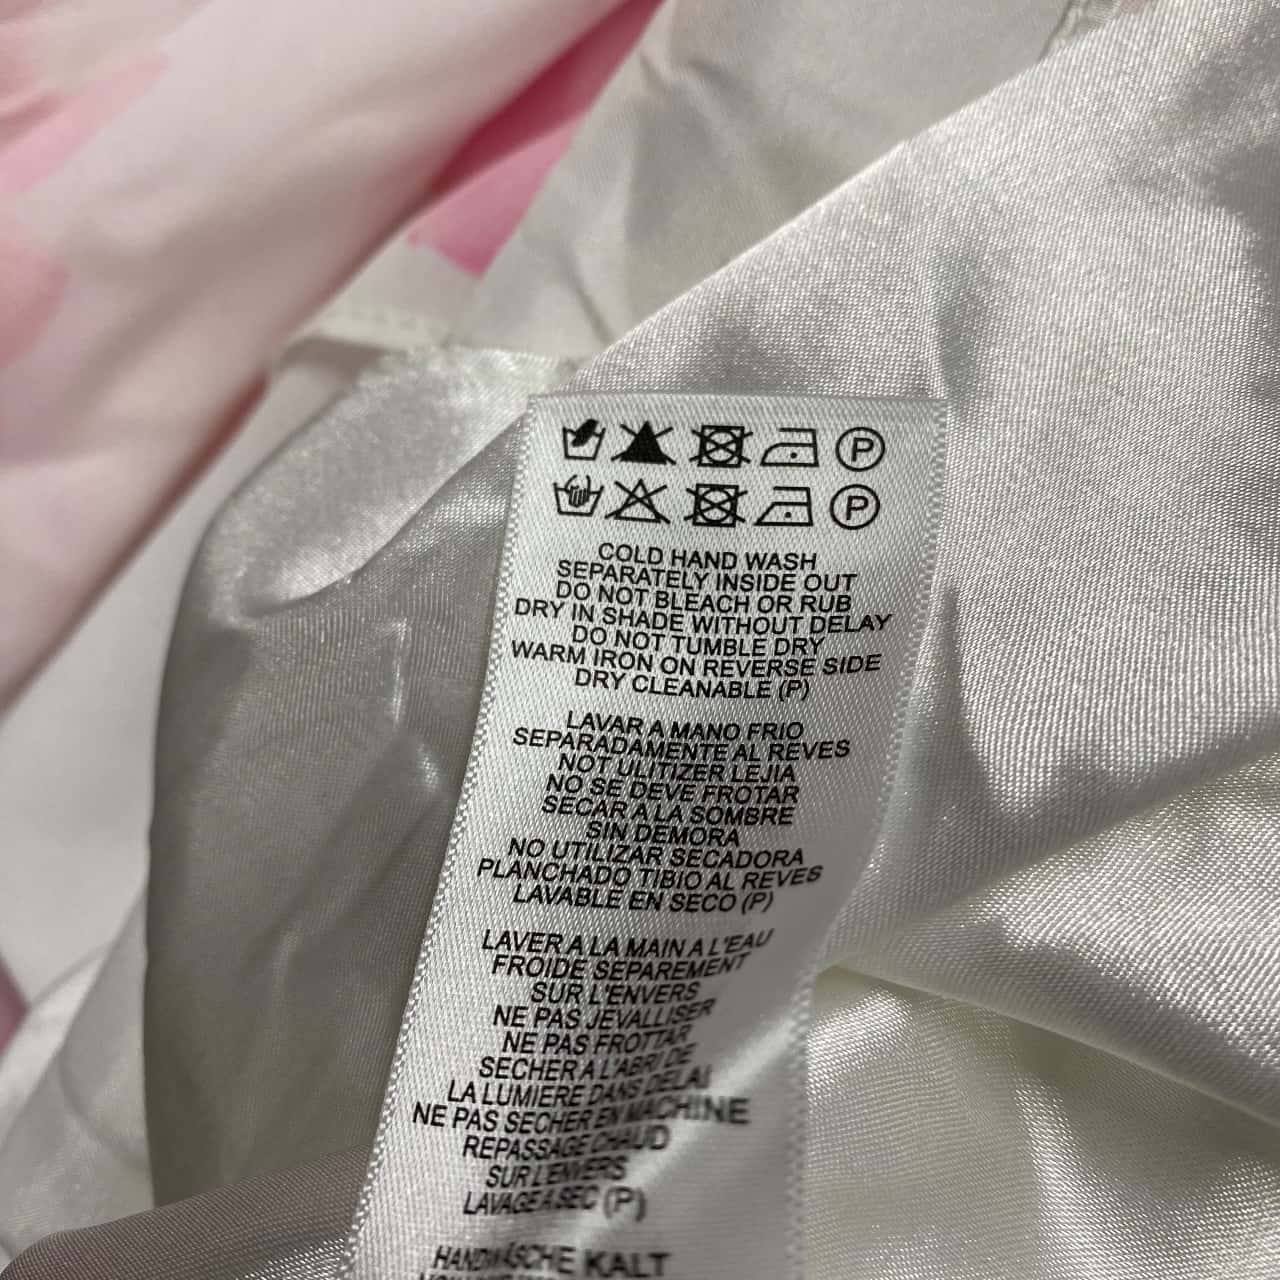 P
P
COLD HAND WASH
SEPARATELY INSIDE OUT
DO NOT BLEACH OR RUB
DRY IN SHADE WITHOUT DELAY
DO NOT TUMBLE DRY
WARM IRON ON REVERSE SIDE
DRY CLEANABLE (P)
LAVAR A MANO FRIO
SEPARADAMENTE AL REVES
NOT ULITIZER LEJIA
NO SE DEVE FROTAR
SECAR A LA SOMBRE
SIN DEMORA
NO UTILIZAR SECADORA
PLANCHADO TIBIO AL REVES
LAVABLE EN SECO (P)
LAVER A LA MAIN A L'EAU
FROIDE SEPAREMENT
SUR L'ENVERS
NE PAS JEVALLISER
NE PAS FROTTAR
SECHER A L'ABRI DE
LA LUMIERE DANS DELAI
NE PAS SECHER EN MACHINE
REPASSAGE CHAUD
SUR L'ENVERS
LAVAGE A SEC (P)
HANDWÄSCHE KALT